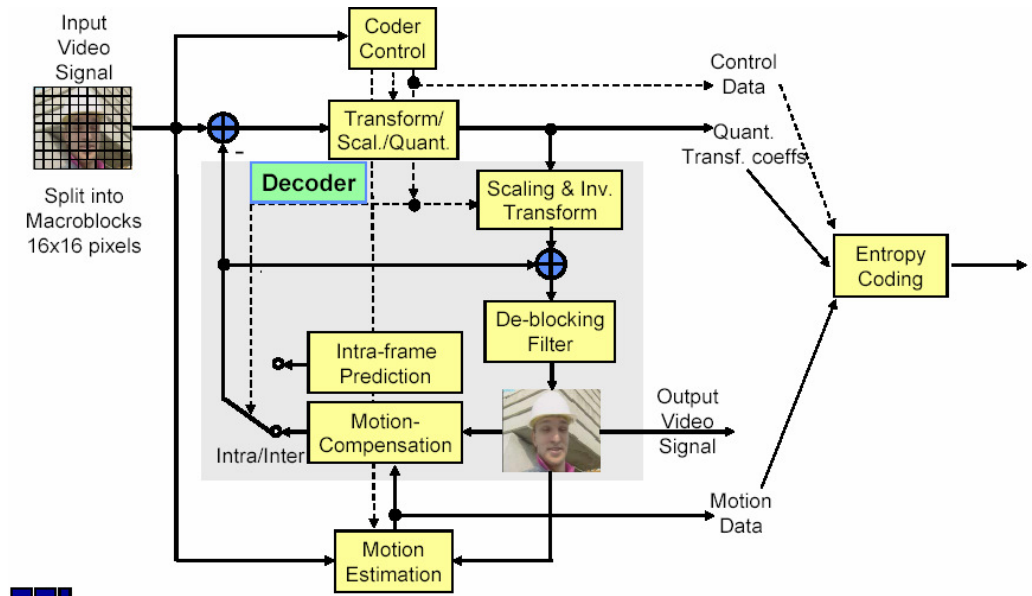 Input
Video
Signal
Coder
Control
Control
Data
Transform/
Scal./Quant.
Quant.
Transf. coeffs
-
Decoder
Split into
Macroblocks
16x16 pixels
Scaling & Inv.
Transform
Entropy
Coding
De-blocking
Filter
Intra-frame
Prediction
Motion-
Compensation
Output
Video
Signal
Intra/Inter
Motion
Data
Motion
Estimation